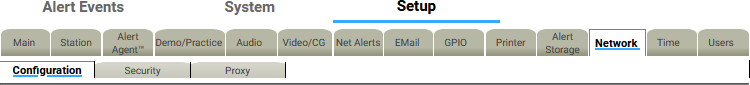 Alert Events System Setup
Main Station Alert Agent™ Demo/Practice Audio Video/CG Net Alerts EMail GPIO Printer Alert Storage Network Time Users
Configuration Security Proxy